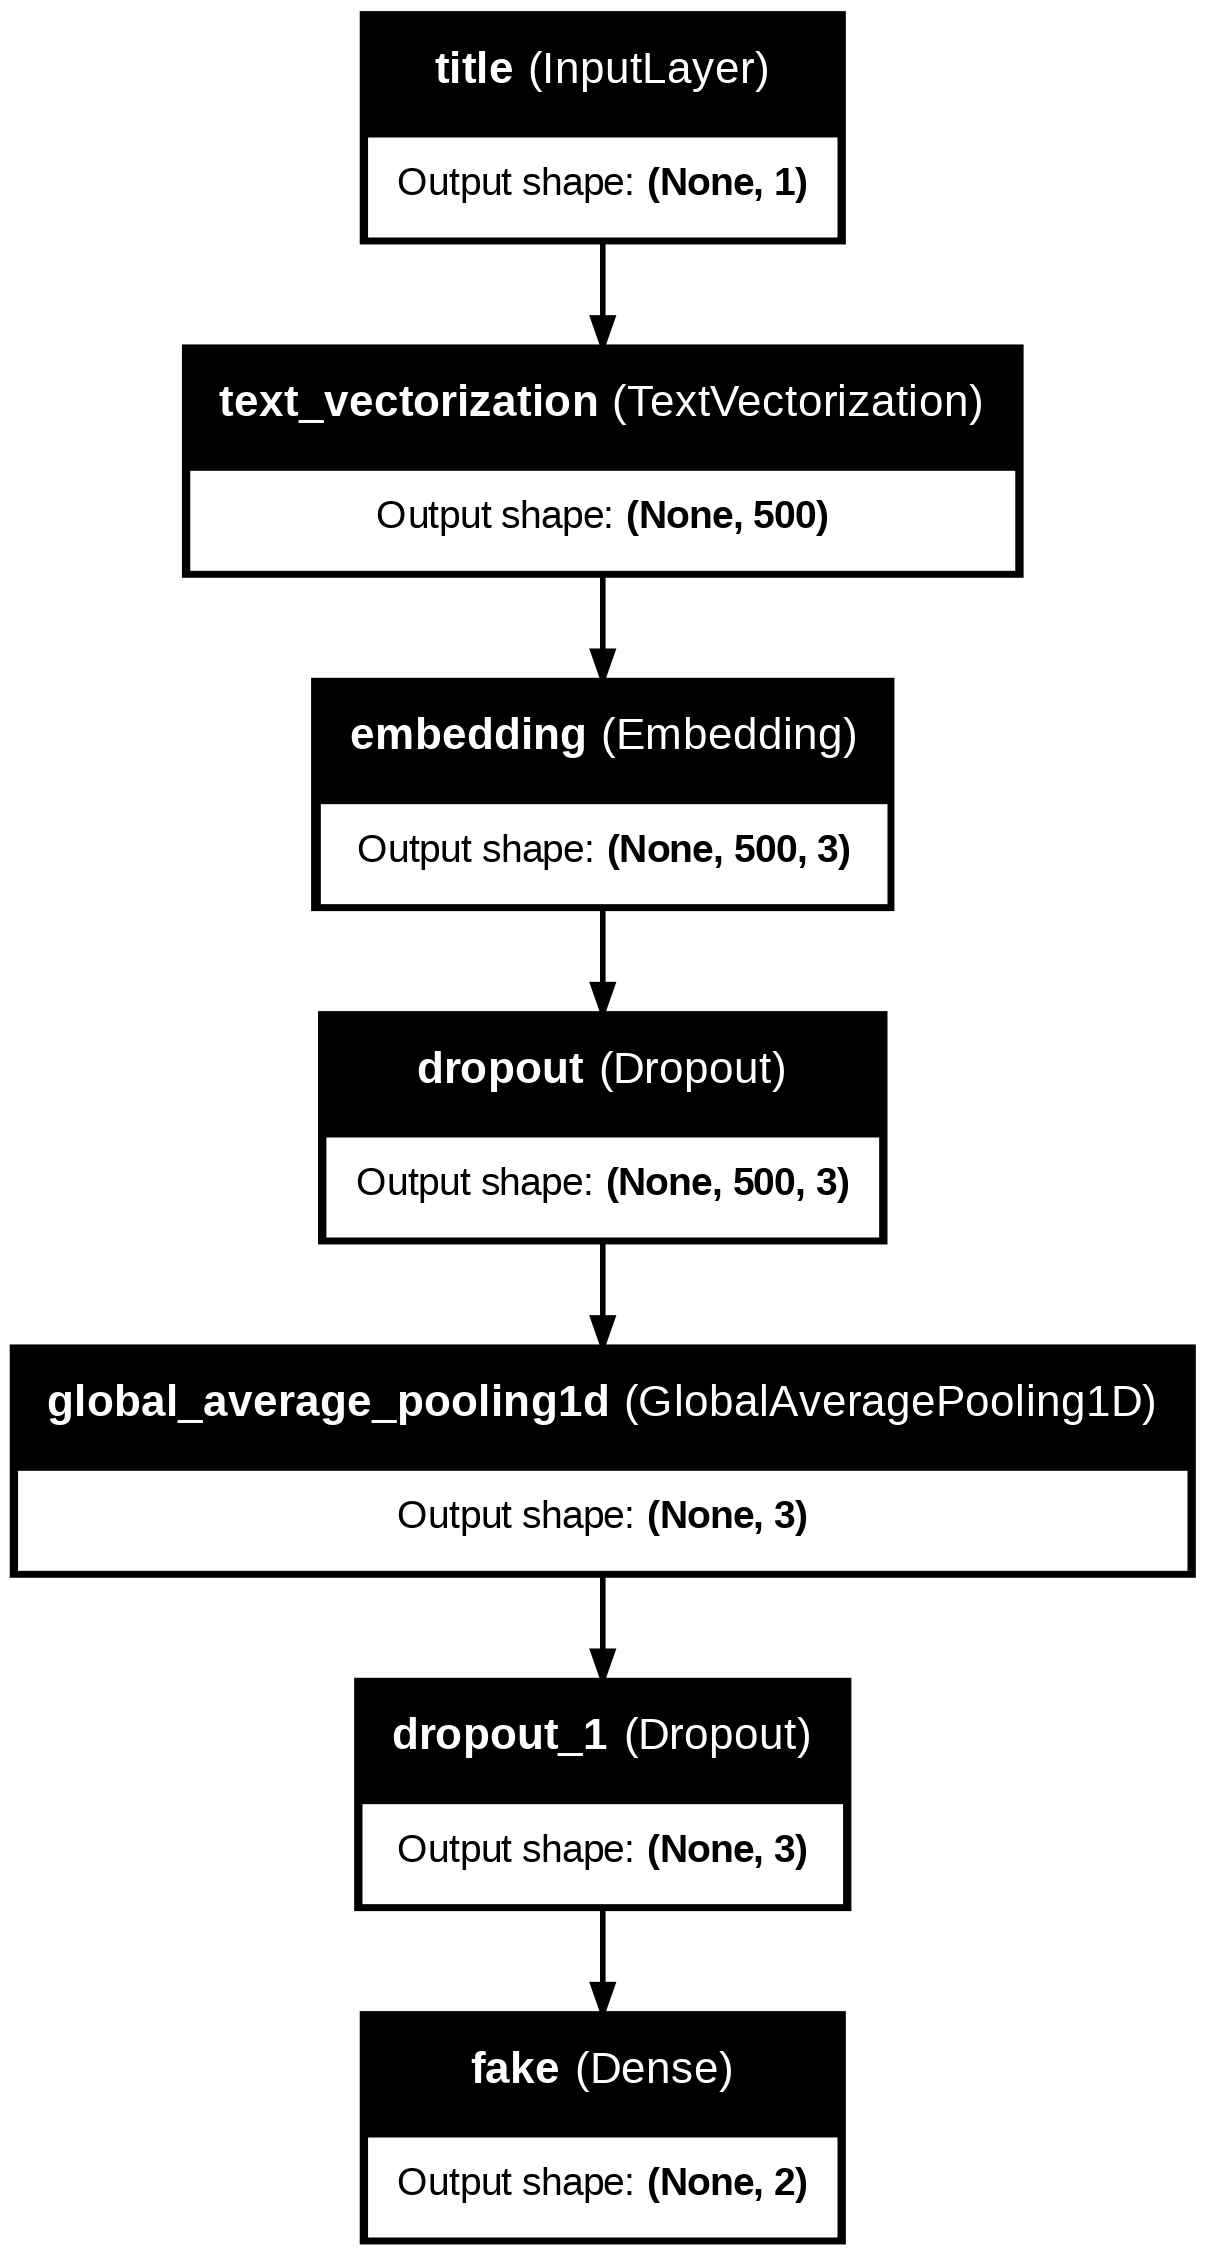 title (InputLayer)
Output shape: (None, 1)
text_vectorization (TextVectorization)
Output shape: (None, 500)
embedding (Embedding)
Output shape: (None, 500, 3)
dropout (Dropout)
Output shape: (None, 500, 3)
global_average_pooling1d (GlobalAveragePooling1D)
Output shape: (None, 3)
dropout_1 (Dropout)
Output shape: (None, 3)
fake (Dense)
Output shape: (None, 2)